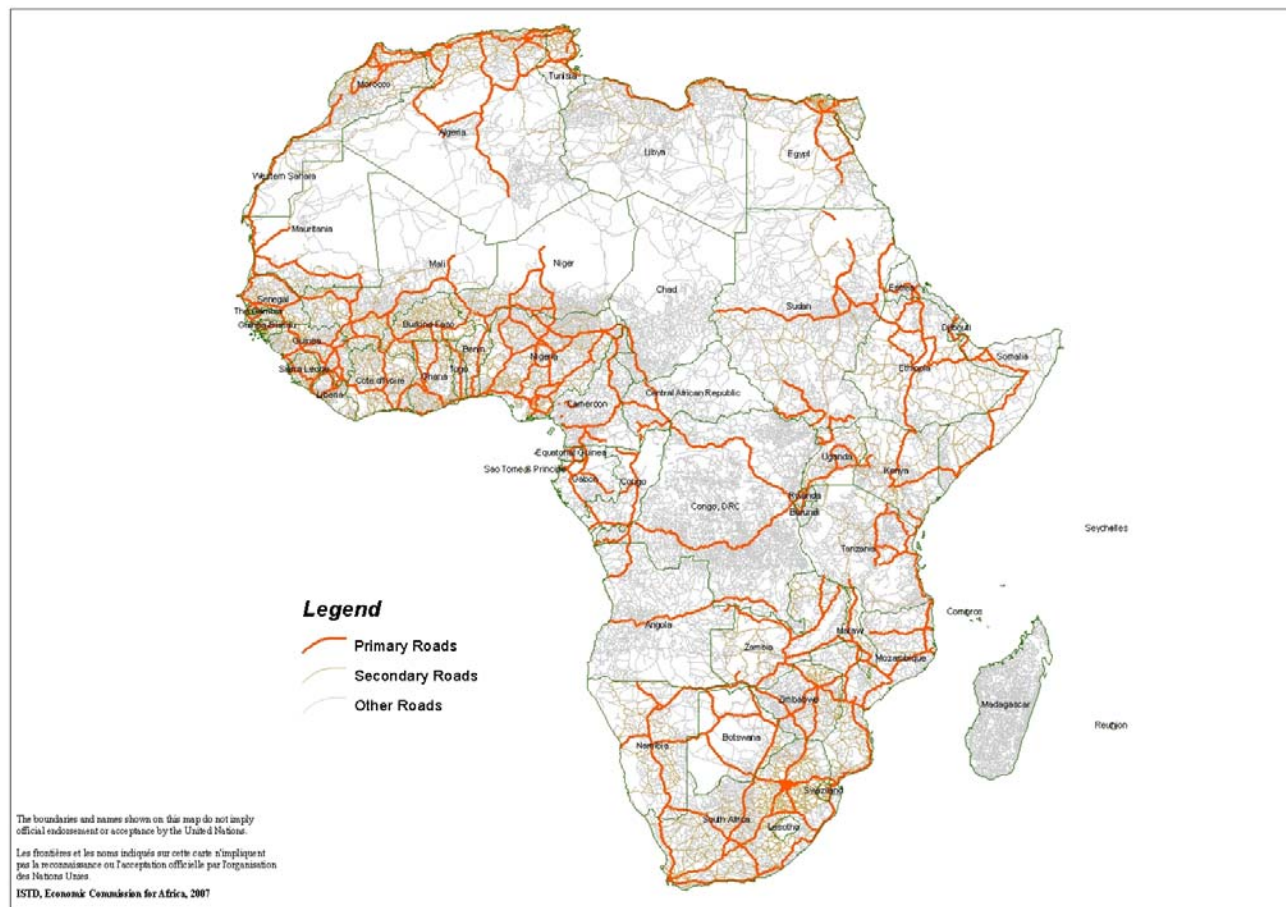 Tunisia
Morocco
Algeria
Libya
Egypt
Western Sahara
Mauritania
Mali
Niger
Chad
Sudan
Eritrea
Senegal
The Gambia
Guinea Bissau
Burkina Faso
Djibouti
Guinea
Benin
Nigeria
Somalia
Sierra Leone
Cote d'Ivoire
Ghana
Togo
Ethiopia
Liberia
Central African Republic
Cameroon
Equatorial Guinea
Uganda
Sao Tome & Principe
Gabon
Congo
Kenya
Rwanda
Congo, DRC
Burundi
Seychelles
Tanzania
Legend
Comoros
Angola
Malawi
Primary Roads
Zambia
Mozambique
Secondary Roads
Zimbabwe
Madagascar
Other Roads
Reunion
Botswana
Namibia
Swaziland
South Africa
Lesotho
The boundaries and names shown on this map do not imply
official endorsement or acceptance by the United Nations.
Les frontières et les noms indiqués sur cette carte n'impliquent
pas la reconnaissance ou l'acceptation officielle par l'organisation
des Nations Unies.
ISTD, Economic Commission for Africa, 2007